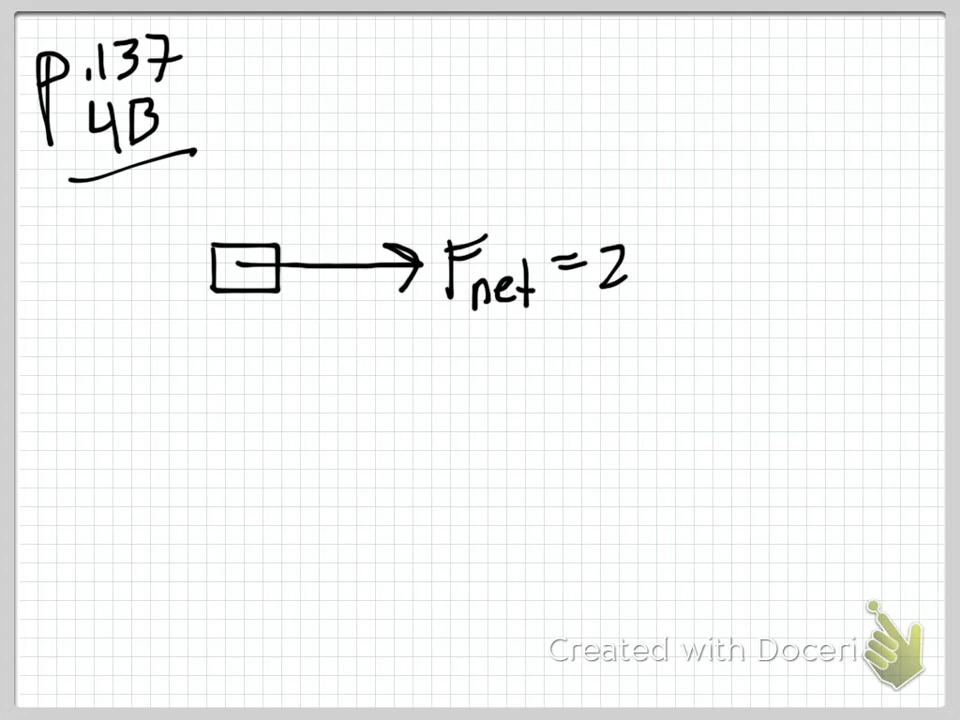 p.137
4B
Fnet = 2
Created with Doceri